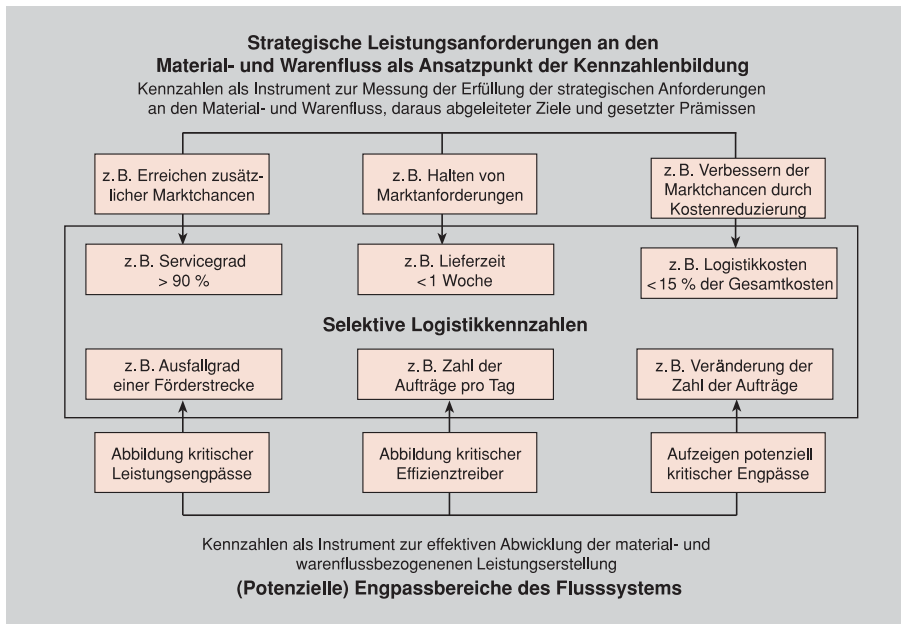 Strategische Leistungsanforderungen an den
Material- und Warenfluss als Ansatzpunkt der Kennzahlenbildung
Kennzahlen als Instrument zur Messung der Erfüllung der strategischen Anforderungen
an den Material- und Warenfluss, daraus abgeleiteter Ziele und gesetzter Prämissen
z. B. Erreichen zusätz-
licher Marktchancen
z. B. Halten von
Marktanforderungen
z. B. Verbessern der
Marktchancen durch
Kostenreduzierung
z. B. Servicegrad
> 90 %
z. B. Lieferzeit
< 1 Woche
z. B. Logistikkosten
< 15 % der Gesamtkosten
Selektive Logistikkennzahlen
z. B. Ausfallgrad
einer Förderstrecke
z. B. Zahl der
Aufträge pro Tag
z. B. Veränderung der
Zahl der Aufträge
Abbildung kritischer
Leistungsengpässe
Abbildung kritischer
Effizienztreiber
Aufzeigen potenziell
kritischer Engpässe
Kennzahlen als Instrument zur effektiven Abwicklung der material- und
warenflussbezogenenen Leistungserstellung
(Potenzielle) Engpassbereiche des Flusssystems